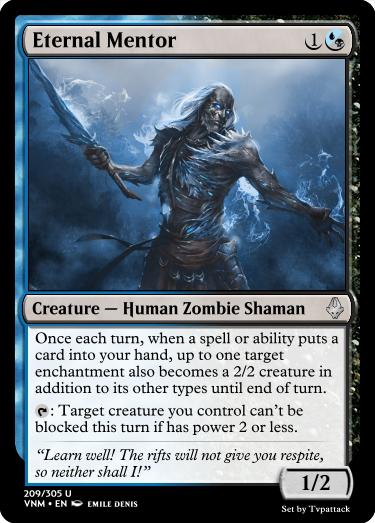 Eternal Mentor 1
Creature — Human Zombie Shaman
Once each turn, when a spell or ability puts a
card into your hand, up to one target
enchantment also becomes a 2/2 creature in
addition to its other types until end of turn.
: Target creature you control can't be
blocked this turn if has power 2 or less.
“Learn well! The rifts will not give you respite,
so neither shall I!”
1/2
209/305 U
VNM • EN EMILE DENIS
Set by Tvpattack